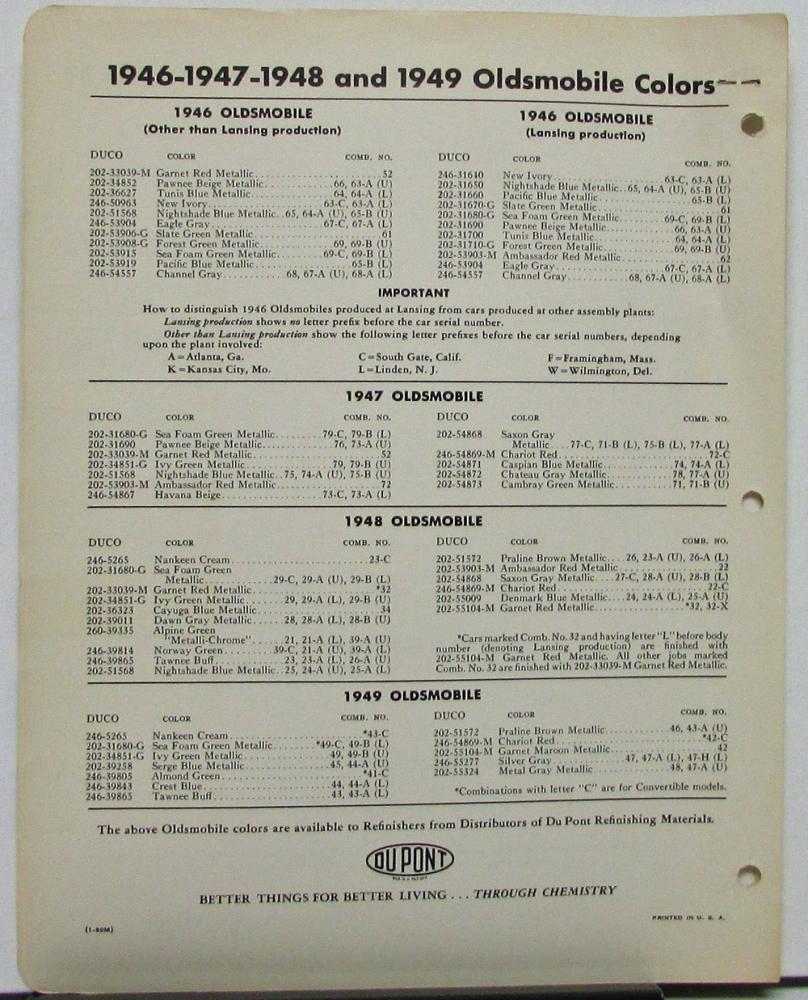 1946-1947-1948 and 1949 Oldsmobile Colors
1946 OLDSMOBILE
(Other than Lansing production)
DUCO COLOR COMB. NO.
202-33039-M Garnet Red Metallic 52
202-34852 Pawnee Beige Metallic 66, 63-A (U)
202-36627 Tunis Blue Metallic 64, 64-A (L)
246-50963 New Ivory 63-C, 63-A (L)
202-51568 Nightshade Blue Metallic 65, 64-A (U), 65-B (U)
246-53904 Eagle Gray 67-C, 67-A (L)
202-53906-G Slate Green Metallic 61
202-53908-G Forest Green Metallic 69, 69-B (U)
202-53915 Sea Foam Green Metallic 69-C, 69-B (L)
202-53919 Pacific Blue Metallic 65-B (L)
246-54557 Channel Gray 68, 67-A (U), 68-A (L)
1946 OLDSMOBILE
(Lansing production)
DUCO COLOR COMB. NO.
246-31640 New Ivory 63-C, 63-A (L)
202-31650 Nightshade Blue Metallic 65, 64-A (U), 65-B (U)
202-31660 Pacific Blue Metallic 65-B (L)
202-31670-G Slate Green Metallic 61
202-31680-G Sea Foam Green Metallic 69-C, 69-B (L)
202-31690 Pawnee Beige Metallic 66, 63-A (U)
202-31700 Tunis Blue Metallic 64, 64-A (L)
202-31710-G Forest Green Metallic 69, 69-B (U)
202-53903-M Ambassador Red Metallic 62
246-53904 Eagle Gray 67-C, 67-A (L)
246-54557 Channel Gray 68, 67-A (U), 68-A (L)
IMPORTANT
How to distinguish 1946 Oldsmobiles produced at Lansing from cars produced at other assembly plants:
Lansing production shows no letter prefix before the car serial number.
Other than Lansing production show the following letter prefixes before the car serial numbers, depending
upon the plant involved:
A=Atlanta, Ga. C=South Gate, Calif. F=Framingham, Mass.
K=Kansas City, Mo. L=Linden, N. J. W=Wilmington, Del.
1947 OLDSMOBILE
DUCO COLOR COMB. NO.
202-31680-G Sea Foam Green Metallic 79-C, 79-B (L)
202-31690 Pawnee Beige Metallic 76, 73-A (U)
202-33039-M Garnet Red Metallic 52
202-34851-G Ivy Green Metallic 79, 79-B (U)
202-51568 Nightshade Blue Metallic 75, 74-A (U), 75-B (U)
202-53903-M Ambassador Red Metallic 72
246-54867 Havana Beige 73-C, 73-A (L)
DUCO COLOR COMB. NO.
202-54868 Saxon Gray
Metallic 77-C, 71-B (L), 75-B (L), 77-A (L)
246-54869-M Chariot Red 72-C
202-54871 Caspian Blue Metallic 74, 74-A (L)
202-54872 Chateau Gray Metallic 78, 77-A (U)
202-54873 Cambray Green Metallic 71, 71-B (U)
1948 OLDSMOBILE
DUCO COLOR COMB. NO.
246-5265 Nankeen Cream 23-C
202-31680-G Sea Foam Green
Metallic 29-C, 29-A (U), 29-B (L)
202-33039-M Garnet Red Metallic *32
202-34851-G Ivy Green Metallic 29, 29-A (L), 29-B (U)
202-36323 Cayuga Blue Metallic 34
202-39011 Dawn Gray Metallic 28, 28-A (L), 28-B (U)
260-39335 Alpine Green
"Metalli-Chrome" 21, 21-A (L), 39-A (U)
246-39814 Norway Green 39-C, 21-A (U), 39-A (L)
246-39865 Tawnee Buff 23, 23-A (L), 26-A (U)
202-51568 Nightshade Blue Metallic 25, 24-A (U), 25-A (L)
DUCO COLOR COMB. NO.
202-51572 Praline Brown Metallic 26, 23-A (U), 26-A (L)
202-53903-M Ambassador Red Metallic 22
202-54868 Saxon Gray Metallic 27-C, 28-A (U), 28-B (L)
246-54869-M Chariot Red 22-C
202-55009 Denmark Blue Metallic 24, 24-A (L), 25-A (U)
202-55104-M Garnet Red Metallic *32, 32-X
*Cars marked Comb. No. 32 and having letter "L" before body
number (denoting Lansing production) are finished with
202-55104-M Garnet Red Metallic. All other jobs marked
Comb. No. 32 are finished with 202-33039-M Garnet Red Metallic.
1949 OLDSMOBILE
DUCO COLOR COMB. NO.
246-5265 Nankeen Cream *43-C
202-31680-G Sea Foam Green Metallic *49-C, 49-B (L)
202-34851-G Ivy Green Metallic 49, 49-B (U)
202-39258 Serge Blue Metallic 45, 44-A (U)
246-39805 Almond Green *41-C
246-39843 Crest Blue 44, 44-A (L)
246-39865 Tawnee Buff 43, 43-A (L)
DUCO COLOR COMB. NO.
202-51572 Praline Brown Metallic 46, 43-A (U)
246-54869-M Chariot Red *42-C
202-55104-M Garnet Maroon Metallic 42
246-55277 Silver Gray 47, 47-A (L), 47-H (L)
202-55324 Metal Gray Metallic 48, 47-A (U)
*Combinations with letter "C" are for Convertible models.
The above Oldsmobile colors are available to Refinishers from Distributors of Du Pont Refinishing Materials.
DU PONT
BETTER THINGS FOR BETTER LIVING ... THROUGH CHEMISTRY
(1-50M)
PRINTED IN U. S. A.